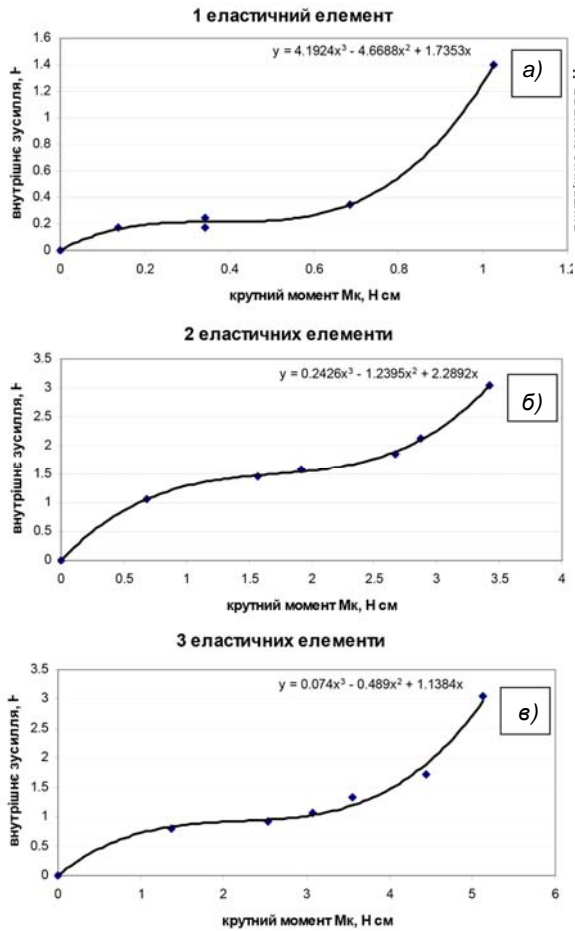 1 еластичний елемент
y = 4.1924x³ - 4.6688x² + 1.7353x
а)
внутрішнє зусилля,
1.6
1.4
1.2
1
0.8
0.6
0.4
0.2
0
0 0.2 0.4 0.6 0.8 1 1.2
крутний момент Мк, Н см
2 еластичних елементи
y = 0.2426x³ - 1.2395x² + 2.2892x
б)
внутрішнє зусилля,
3.5
3
2.5
2
1.5
1
0.5
0
0 0.5 1 1.5 2 2.5 3 3.5 4
крутний момент Мк, Н см
3 еластичних елементи
y = 0.074x³ - 0.489x² + 1.1384x
в)
внутрішнє зусилля,
3.5
3
2.5
2
1.5
1
0.5
0
0 1 2 3 4 5 6
крутний момент Мк, Н см